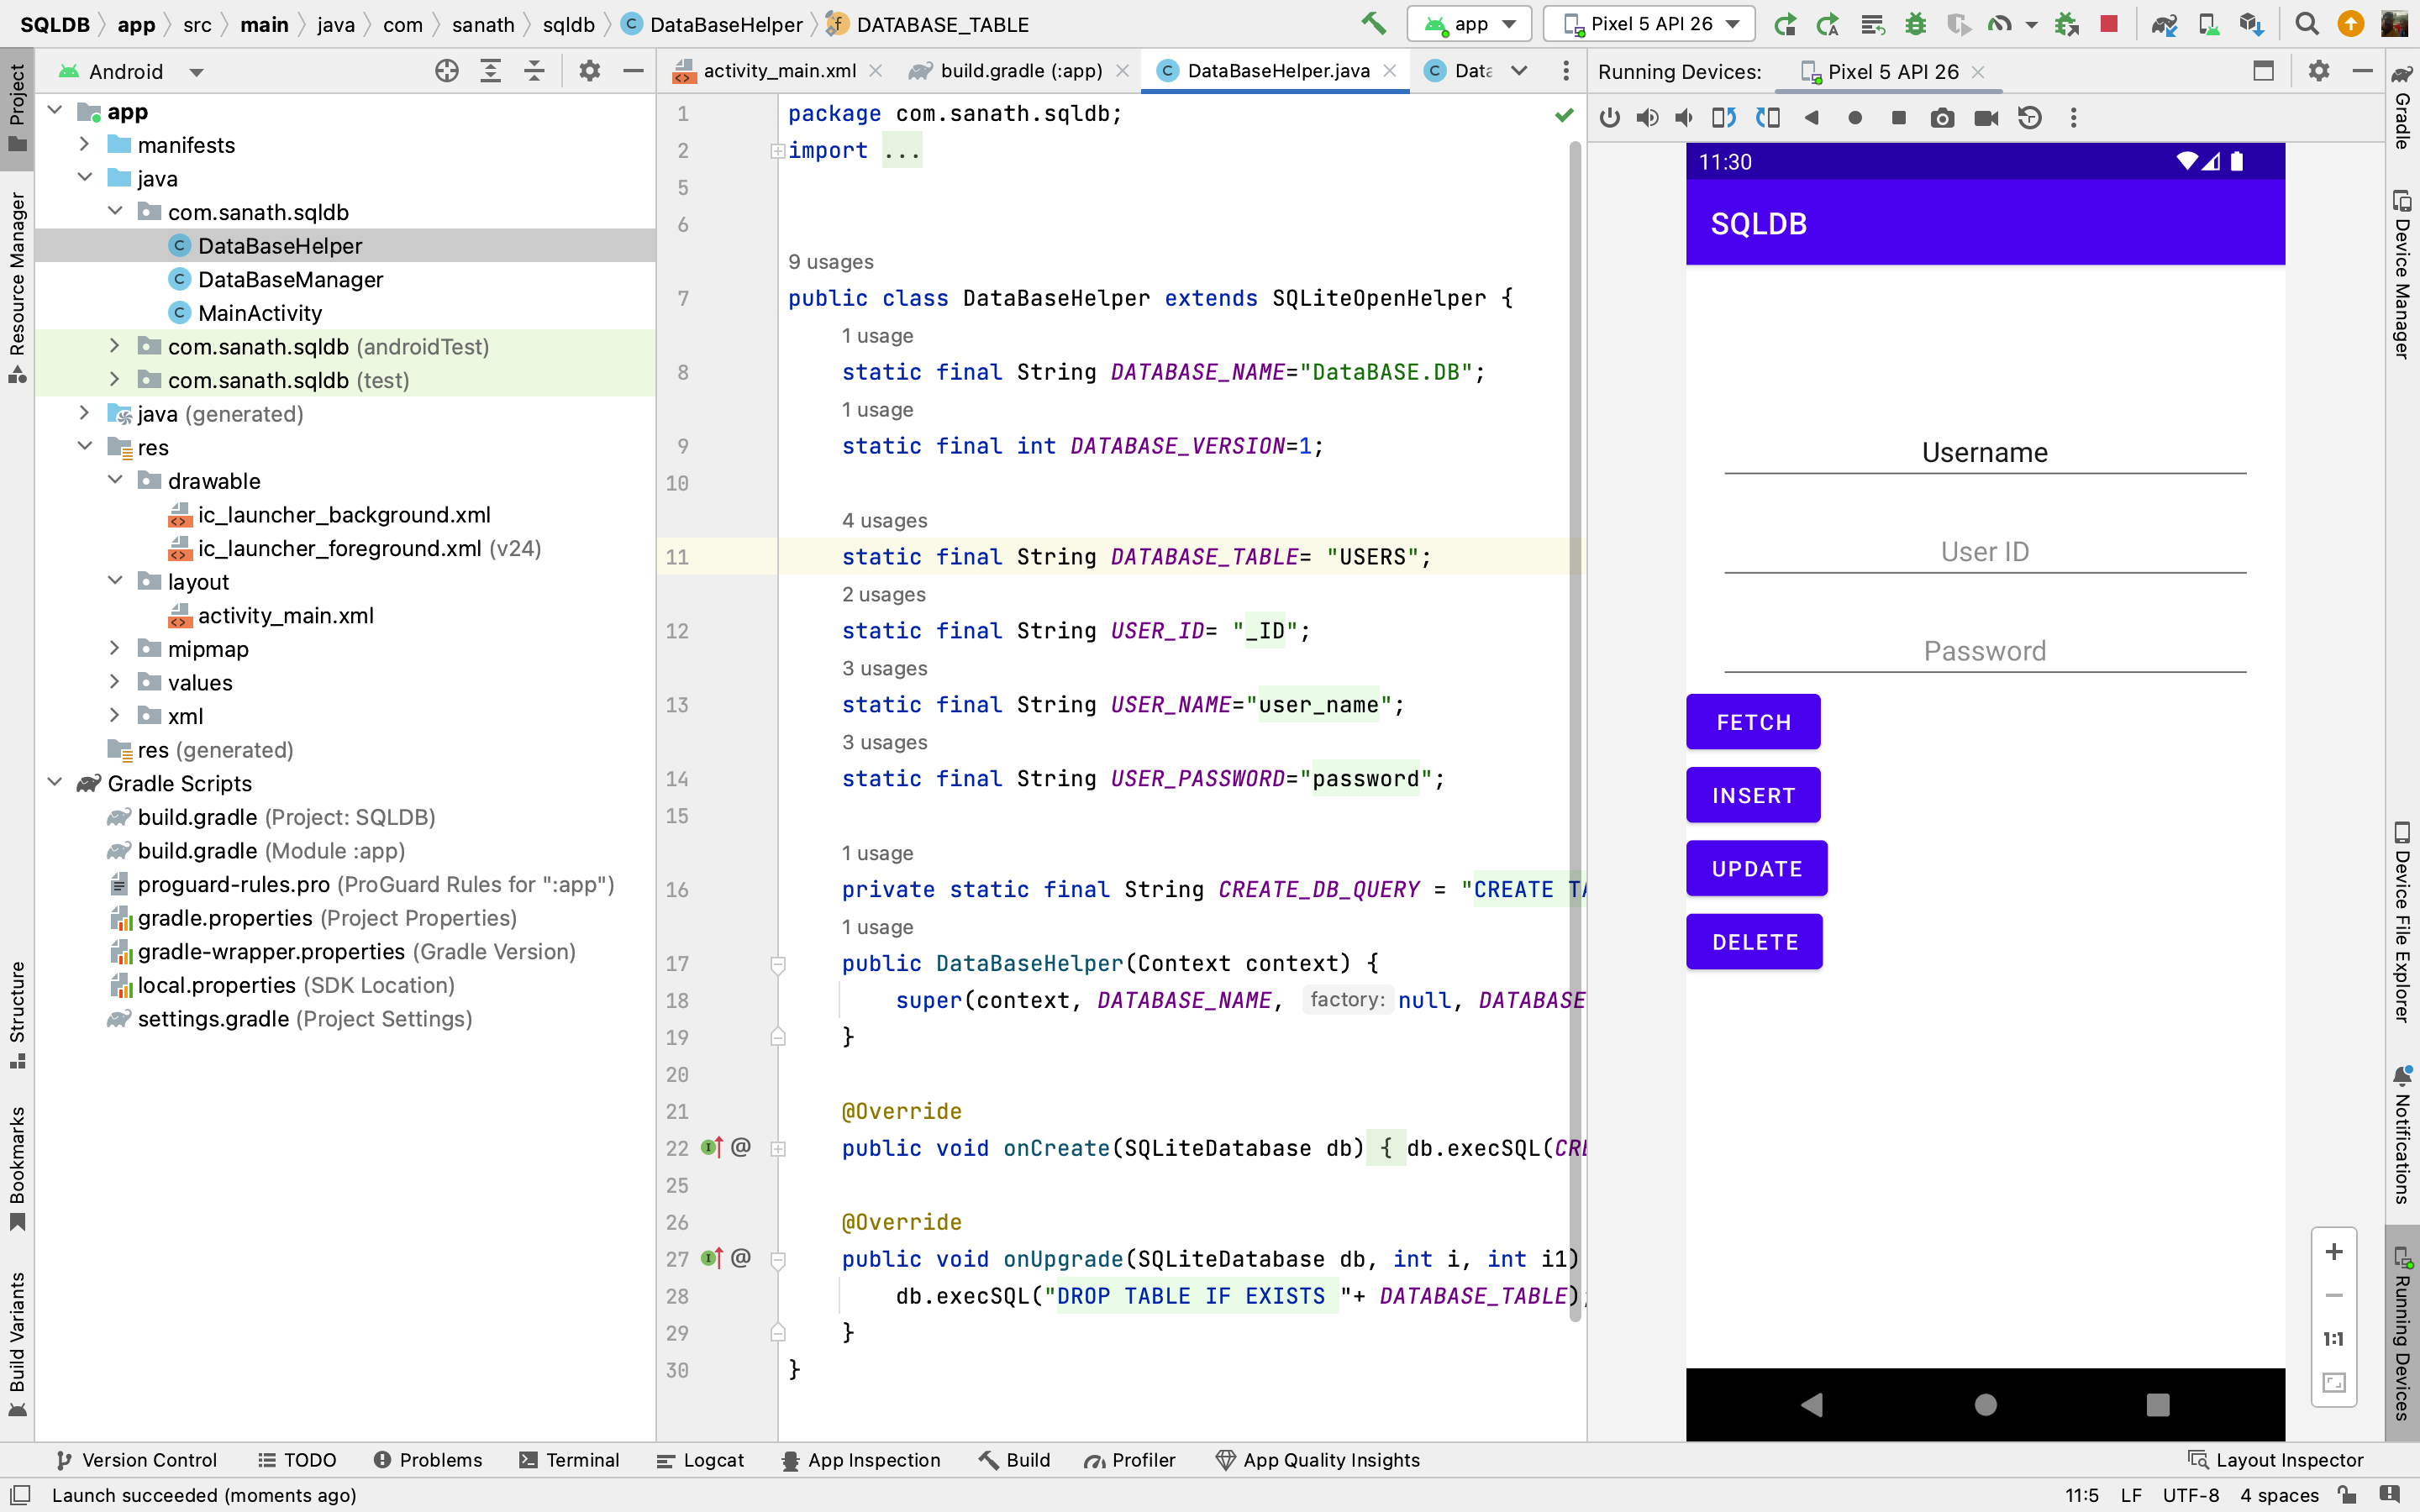 SQLDB app src main java com sanath sqldb DataBaseHelper DATABASE_TABLE
app Pixel 5 API 26
Android
activity_main.xml build.gradle (:app) DataBaseHelper.java Data
Running Devices: Pixel 5 API 26
Project
Resource Manager
Structure
Bookmarks
Build Variants
app
manifests
java
com.sanath.sqldb
DataBaseHelper
DataBaseManager
MainActivity
com.sanath.sqldb (androidTest)
com.sanath.sqldb (test)
java (generated)
res
drawable
ic_launcher_background.xml
ic_launcher_foreground.xml (v24)
layout
activity_main.xml
mipmap
values
xml
res (generated)
Gradle Scripts
build.gradle (Project: SQLDB)
build.gradle (Module :app)
proguard-rules.pro (ProGuard Rules for ":app")
gradle.properties (Project Properties)
gradle-wrapper.properties (Gradle Version)
local.properties (SDK Location)
settings.gradle (Project Settings)
1 package com.sanath.sqldb;
2 import ...
5
6
9 usages
7 public class DataBaseHelper extends SQLiteOpenHelper {
1 usage
8 static final String DATABASE_NAME="DataBASE.DB";
1 usage
9 static final int DATABASE_VERSION=1;
10
4 usages
11 static final String DATABASE_TABLE= "USERS";
2 usages
12 static final String USER_ID= "_ID";
3 usages
13 static final String USER_NAME="user_name";
3 usages
14 static final String USER_PASSWORD="password";
15
1 usage
16 private static final String CREATE_DB_QUERY = "CREATE TA
1 usage
17 public DataBaseHelper(Context context) {
18 super(context, DATABASE_NAME, factory: null, DATABASE
19 }
20
21 @Override
22 @ public void onCreate(SQLiteDatabase db) { db.execSQL(CRE
25
26 @Override
27 @ public void onUpgrade(SQLiteDatabase db, int i, int i1)
28 db.execSQL("DROP TABLE IF EXISTS "+ DATABASE_TABLE);
29 }
30 }
11:30
SQLDB
Username
User ID
Password
FETCH
INSERT
UPDATE
DELETE
1:1
Gradle
Device Manager
Device File Explorer
Notifications
Running Devices
Version Control TODO Problems Terminal Logcat App Inspection Build Profiler App Quality Insights Layout Inspector
Launch succeeded (moments ago) 11:5 LF UTF-8 4 spaces